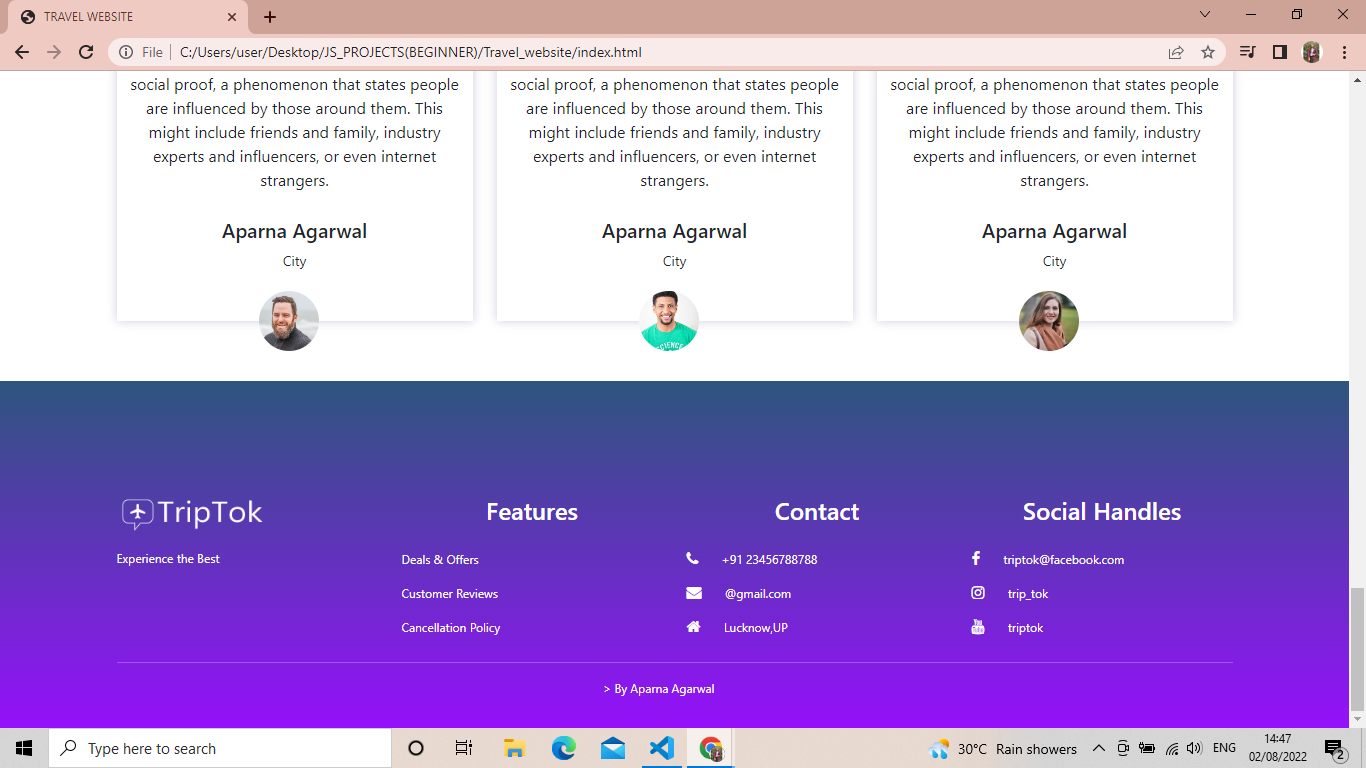 TRAVEL WEBSITE
File
C:/Users/user/Desktop/JS_PROJECTS(BEGINNER)/Travel_website/index.html
social proof, a phenomenon that states people
are influenced by those around them. This
might include friends and family, industry
experts and influencers, or even internet
strangers.
Aparna Agarwal
City
social proof, a phenomenon that states people
are influenced by those around them. This
might include friends and family, industry
experts and influencers, or even internet
strangers.
Aparna Agarwal
City
SCIENCE
social proof, a phenomenon that states people
are influenced by those around them. This
might include friends and family, industry
experts and influencers, or even internet
strangers.
Aparna Agarwal
City
TripTok
Experience the Best
Features
Deals & Offers
Customer Reviews
Cancellation Policy
Contact
+91 23456788788
@gmail.com
Lucknow,UP
Social Handles
triptok@facebook.com
trip_tok
triptok
> By Aparna Agarwal
Type here to search
30°C Rain showers
ENG
14:47
02/08/2022
2